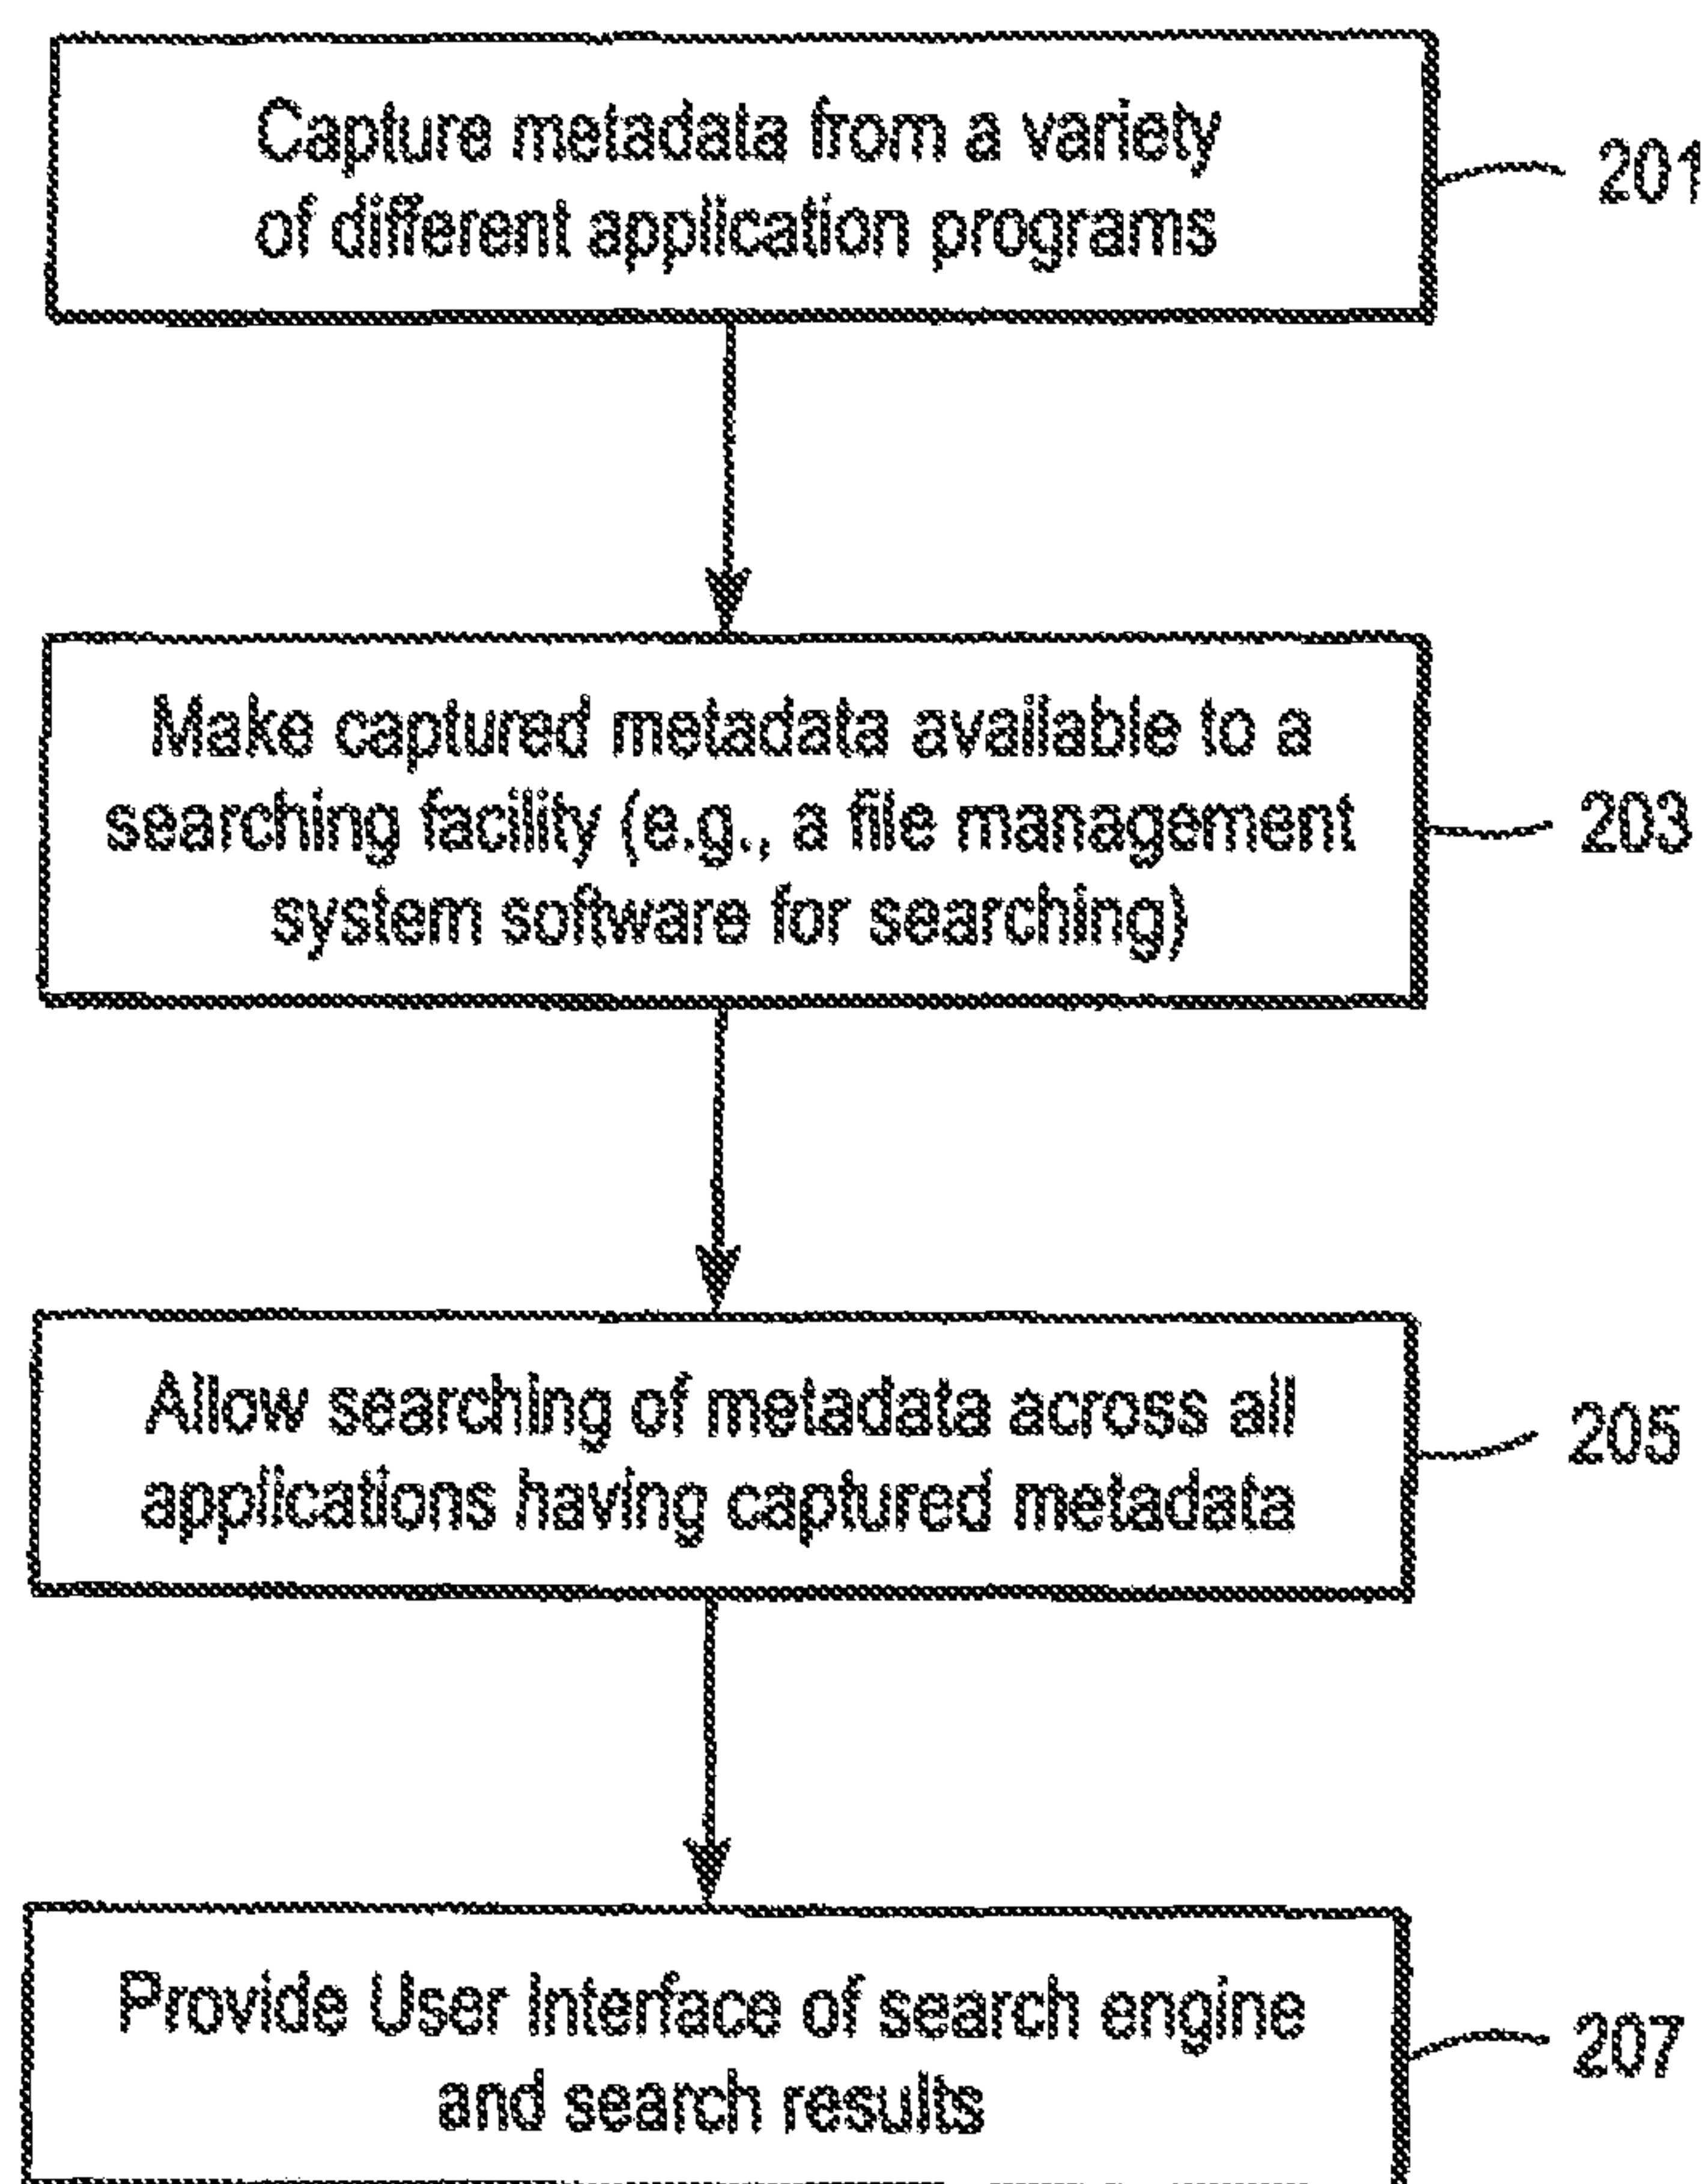 Capture metadata from a variety
of different application programs
201
Make captured metadata available to a
searching facility (e.g., a file management
system software for searching)
203
Allow searching of metadata across all
applications having captured metadata
205
Provide User Interface of search engine
and search results
207